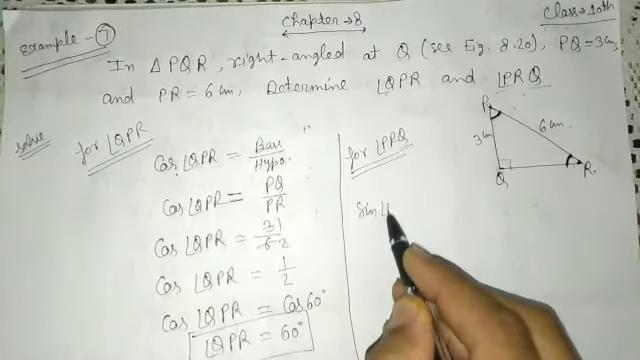 Chapter → 8
Class → 10th
Example - 7
In Δ PQR, right-angled at Q (see Fig. 8.20), PQ = 3 cm,
and PR = 6 cm, Determine ∠QPR and ∠PRQ
Solve
for ∠QPR
Cos ∠QPR = Base / Hypo.
Cos ∠QPR = PQ / PR
Cos ∠QPR = 3 1 / 6 2
Cos ∠QPR = 1 / 2
Cos ∠QPR = Cos 60°
∠QPR = 60°
for ∠PRQ
Sin ∠
P
3 cm
6 cm.
Q
R.